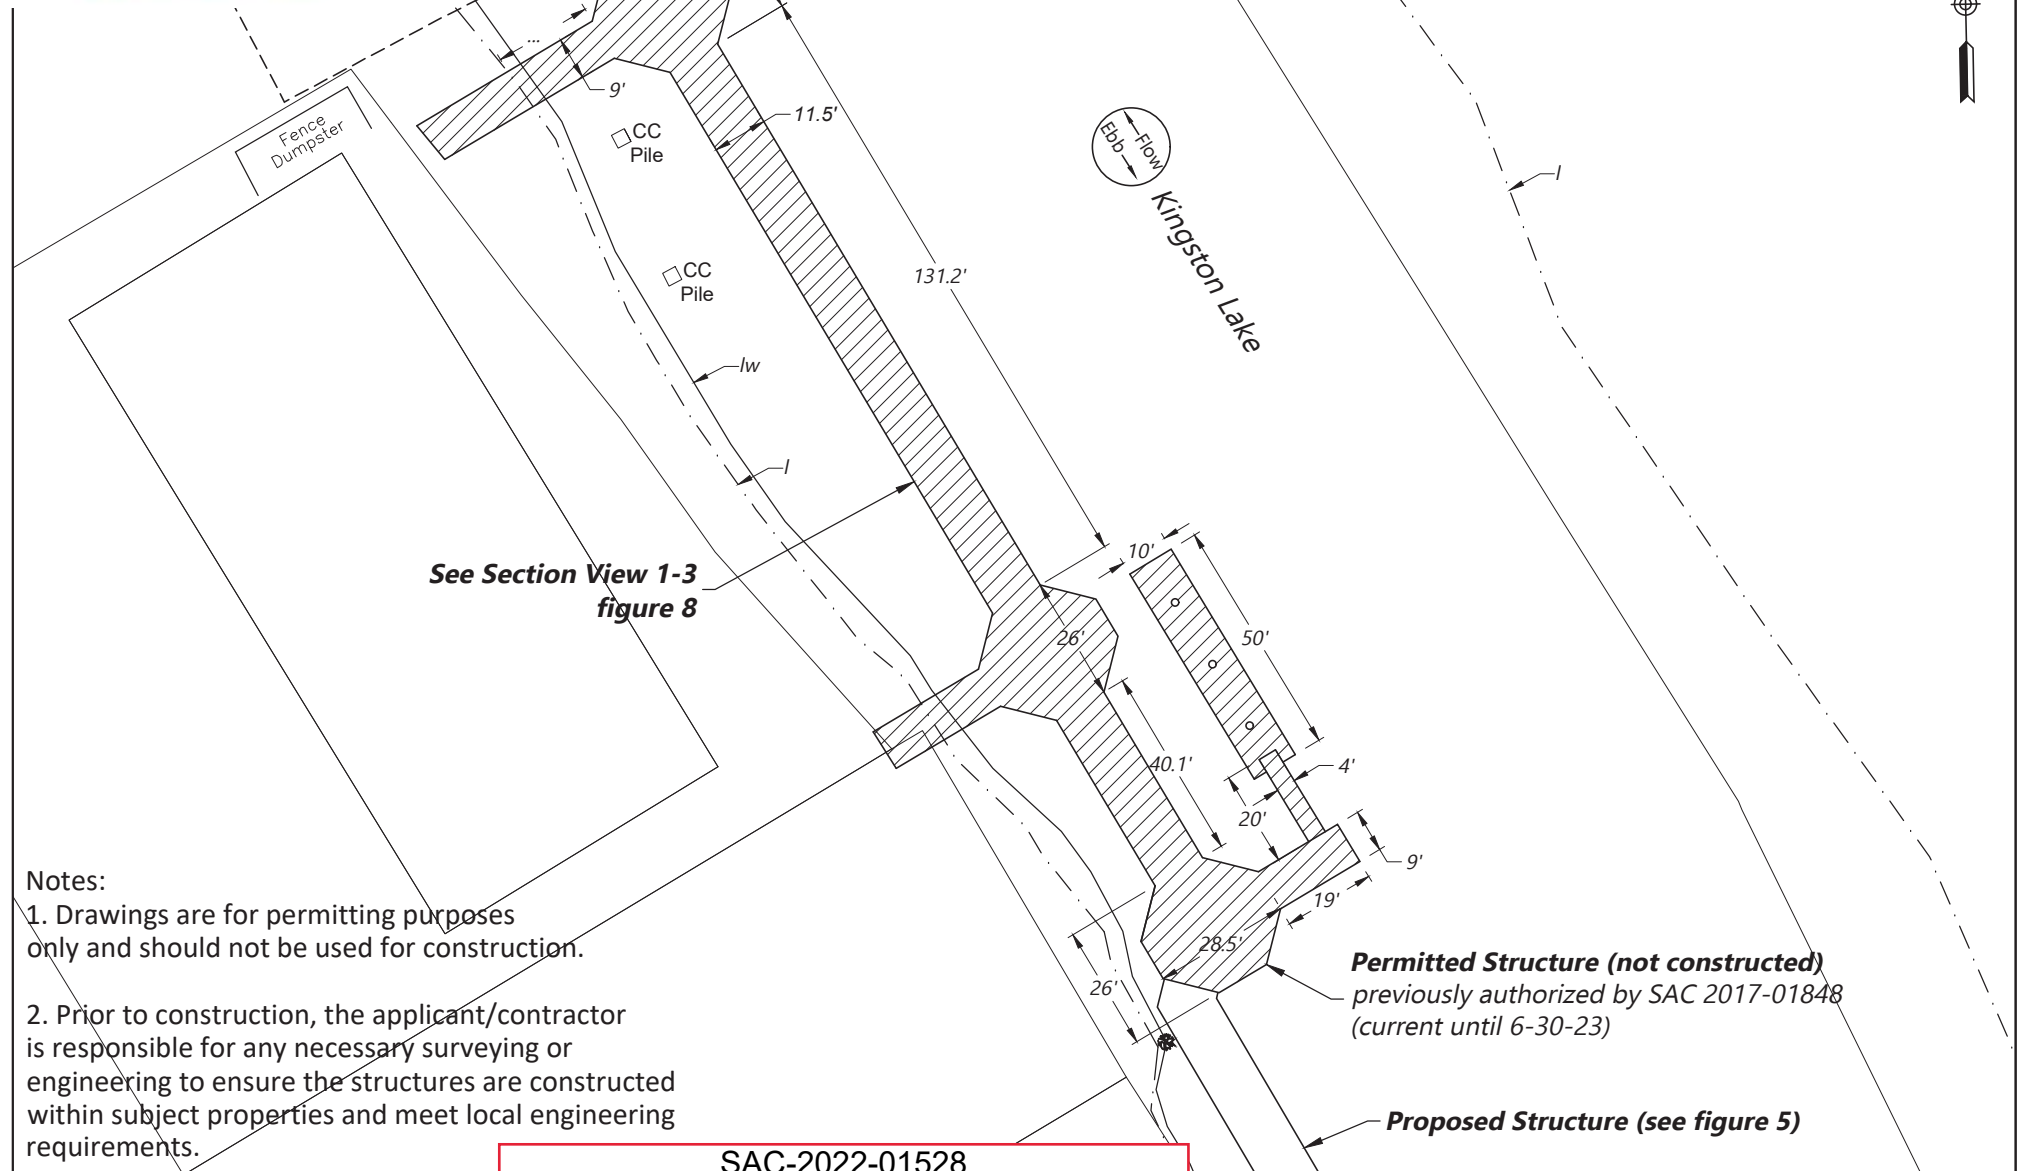 ...
9'
Fence
Dumpster
CC
Pile
11.5'
Flow
Ebb
Kingston Lake
l
CC
Pile
131.2'
lw
l
See Section View 1-3
figure 8
10'
26'
50'
40.1'
4'
20'
9'
19'
28.5'
26'
Permitted Structure (not constructed)
previously authorized by SAC 2017-01848
(current until 6-30-23)
Proposed Structure (see figure 5)
Notes:
1. Drawings are for permitting purposes
only and should not be used for construction.
2. Prior to construction, the applicant/contractor
is responsible for any necessary surveying or
engineering to ensure the structures are constructed
within subject properties and meet local engineering
requirements.
SAC-2022-01528